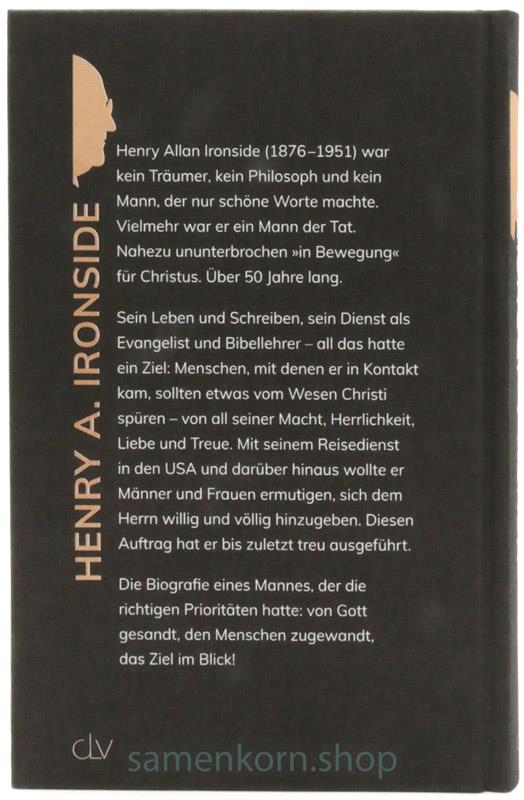 HENRY A. IRONSIDE
Henry Allan Ironside (1876–1951) war
kein Träumer, kein Philosoph und kein
Mann, der nur schöne Worte machte.
Vielmehr war er ein Mann der Tat.
Nahezu ununterbrochen »in Bewegung«
für Christus. Über 50 Jahre lang.
Sein Leben und Schreiben, sein Dienst als
Evangelist und Bibellehrer – all das hatte
ein Ziel: Menschen, mit denen er in Kontakt
kam, sollten etwas vom Wesen Christi
spüren – von all seiner Macht, Herrlichkeit,
Liebe und Treue. Mit seinem Reisedienst
in den USA und darüber hinaus wollte er
Männer und Frauen ermutigen, sich dem
Herrn willig und völlig hinzugeben. Diesen
Auftrag hat er bis zuletzt treu ausgeführt.
Die Biografie eines Mannes, der die
richtigen Prioritäten hatte: von Gott
gesandt, den Menschen zugewandt,
das Ziel im Blick!
clv
samenkorn.shop